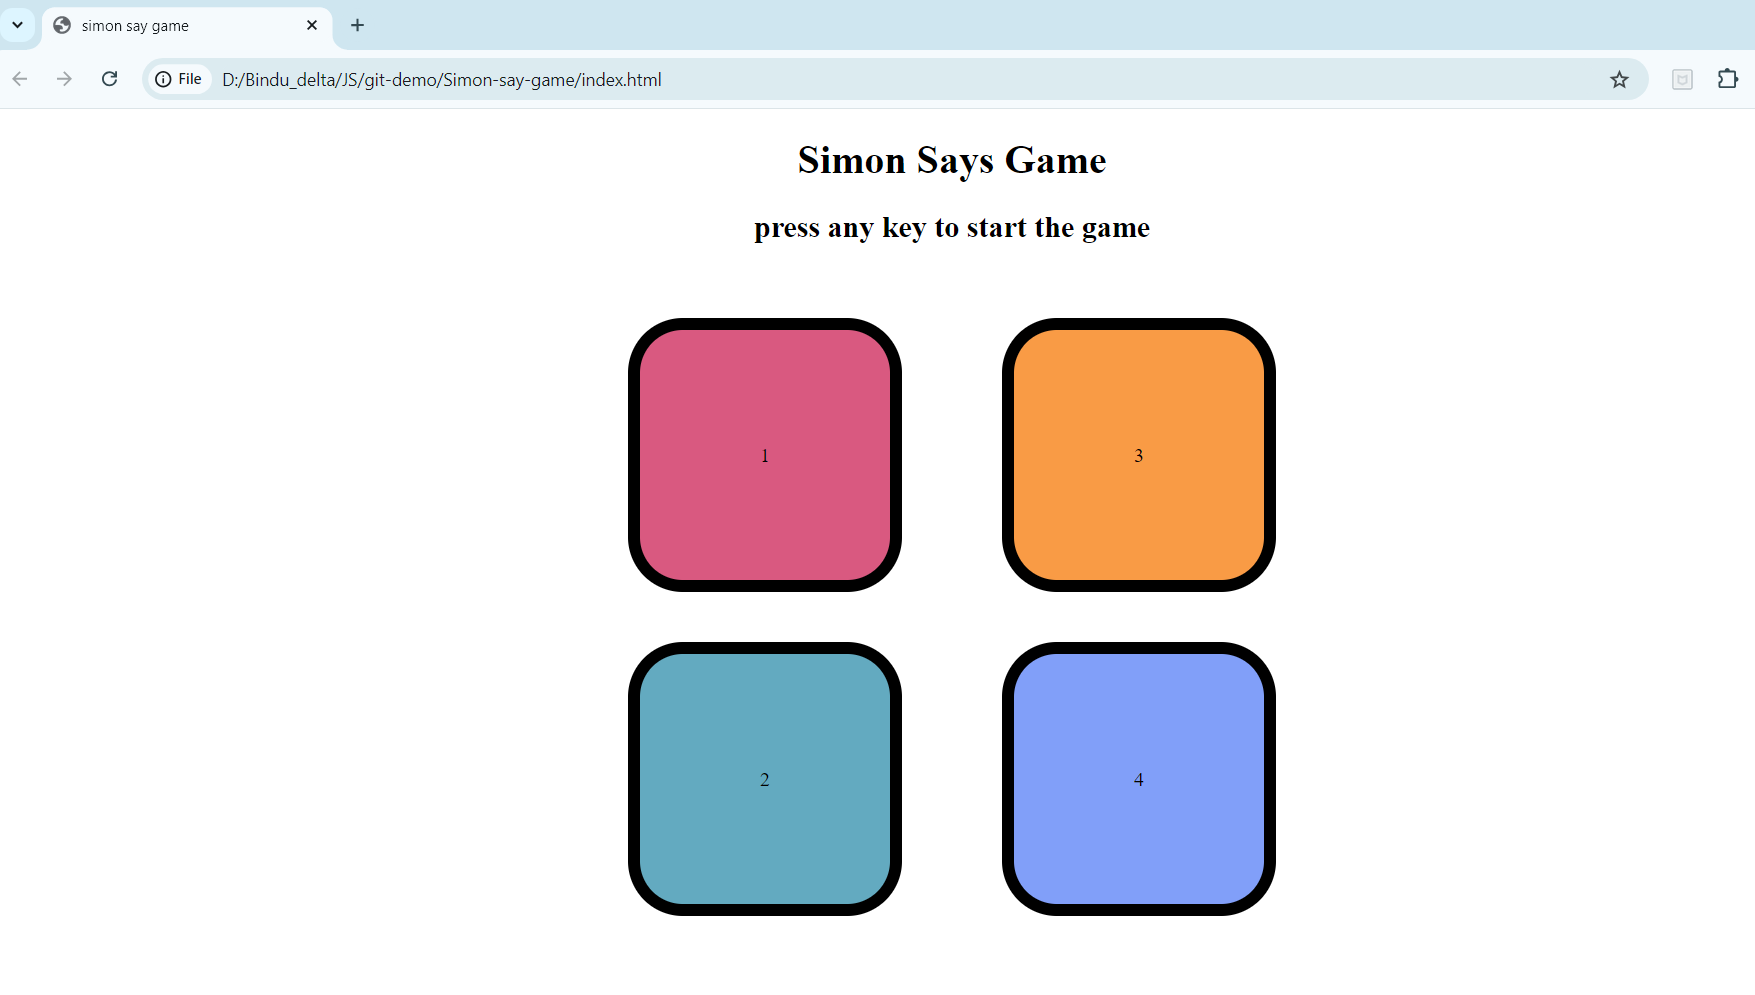 simon say game
File D:/Bindu_delta/JS/git-demo/Simon-say-game/index.html
Simon Says Game
press any key to start the game
1 3
2 4